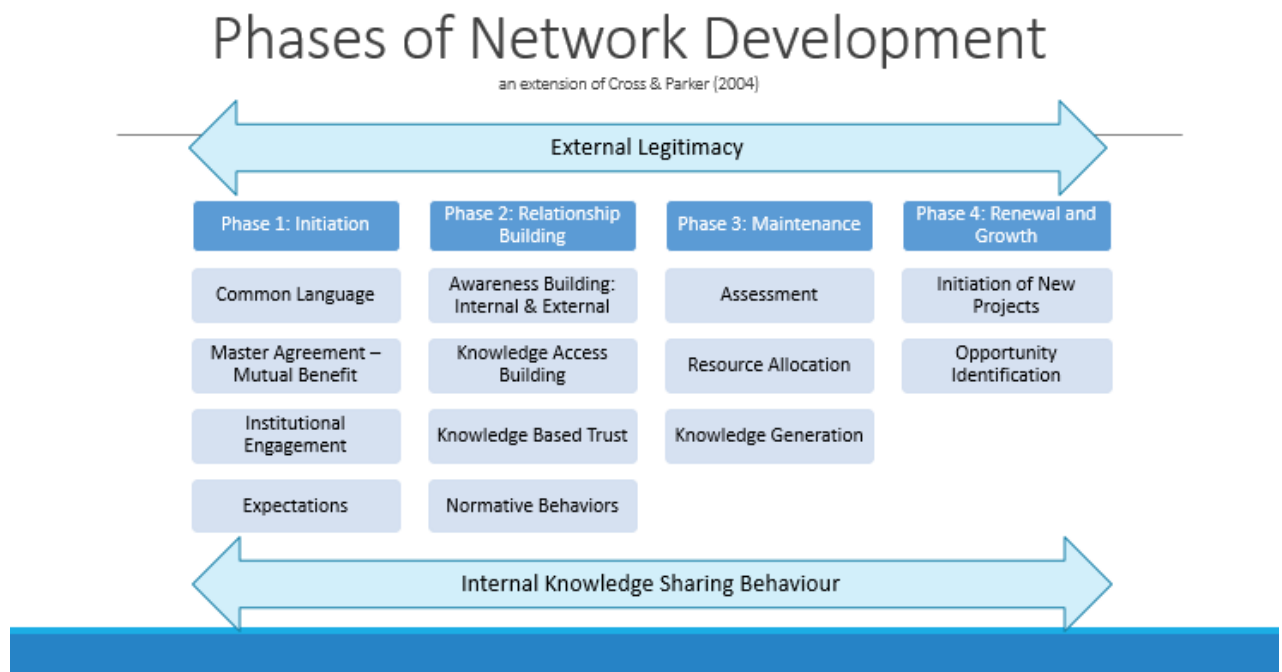 Phases of Network Development
an extension of Cross & Parker (2004)
External Legitimacy
Phase 1: Initiation
Common Language
Master Agreement –
Mutual Benefit
Institutional
Engagement
Expectations
Phase 2: Relationship
Building
Awareness Building:
Internal & External
Knowledge Access
Building
Knowledge Based Trust
Normative Behaviors
Phase 3: Maintenance
Assessment
Resource Allocation
Knowledge Generation
Phase 4: Renewal and
Growth
Initiation of New
Projects
Opportunity
Identification
Internal Knowledge Sharing Behaviour